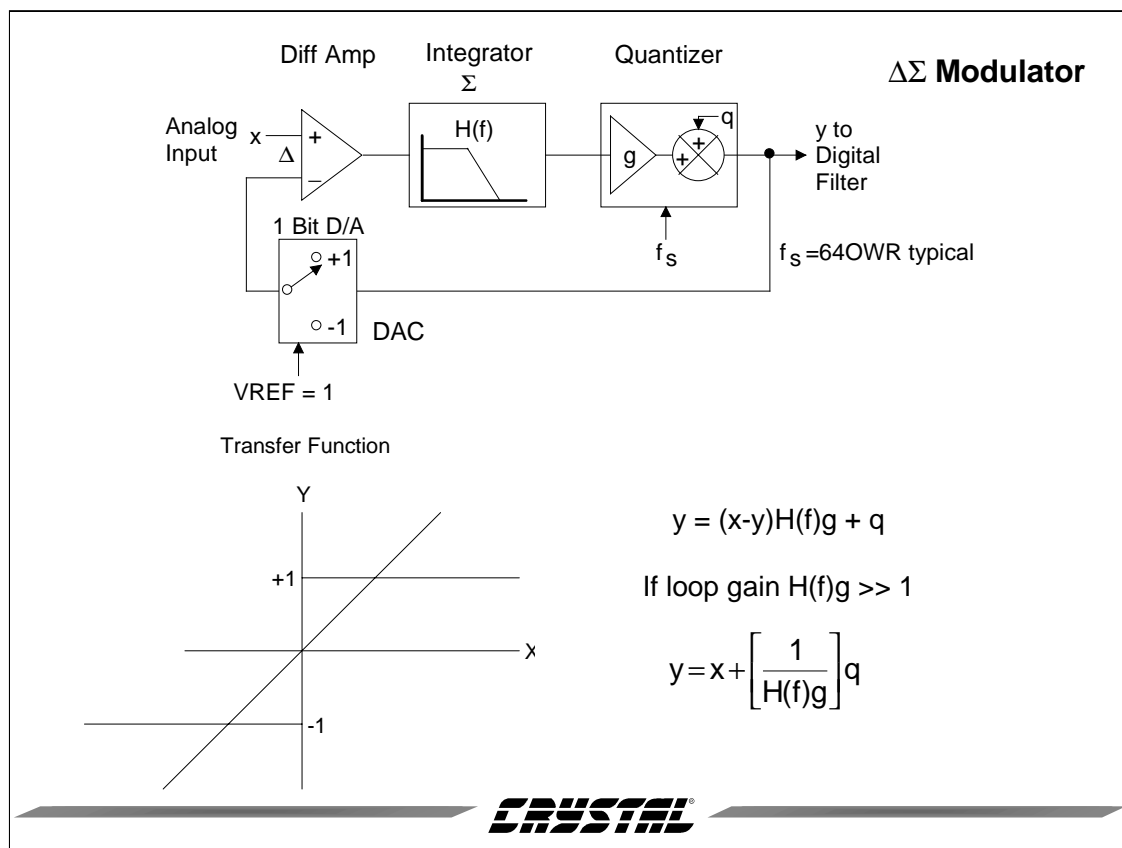 Diff Amp Integrator Quantizer
Σ
ΔΣ Modulator
Analog
Input
x
+
Δ
–
H(f)
g
q
+
+
y to
Digital
Filter
1 Bit D/A
+1
-1
DAC
f s
f s =64OWR typical
VREF = 1
Transfer Function
Y
+1
X
-1
y = (x-y)H(f)g + q
If loop gain H(f)g >> 1
y = x + [ 1 / H(f)g ] q
CRYSTAL®